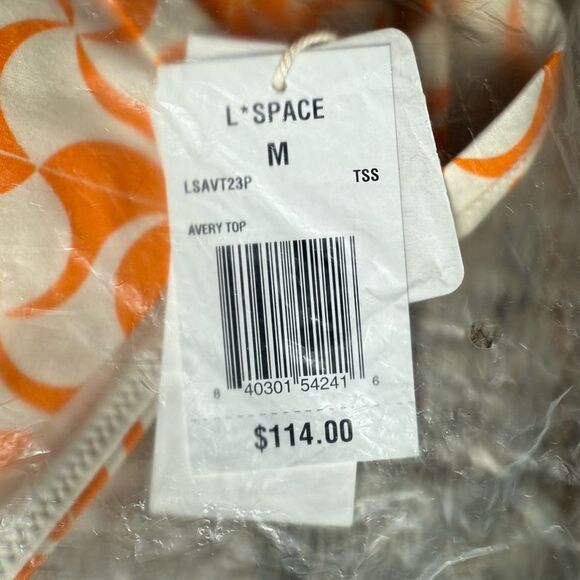 L*SPACE
M
LSAVT23P TSS
AVERY TOP
8 40301 54241 6
$114.00